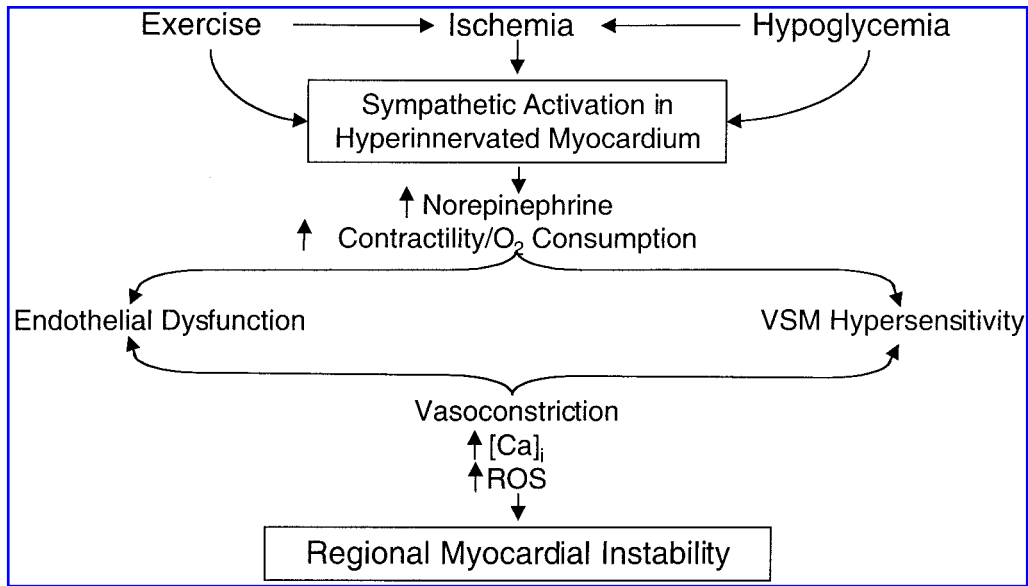 Exercise Ischemia Hypoglycemia
Sympathetic Activation in
Hyperinnervated Myocardium
Norepinephrine
Contractility/O₂ Consumption
Endothelial Dysfunction VSM Hypersensitivity
Vasoconstriction
[Ca]ᵢ
ROS
Regional Myocardial Instability